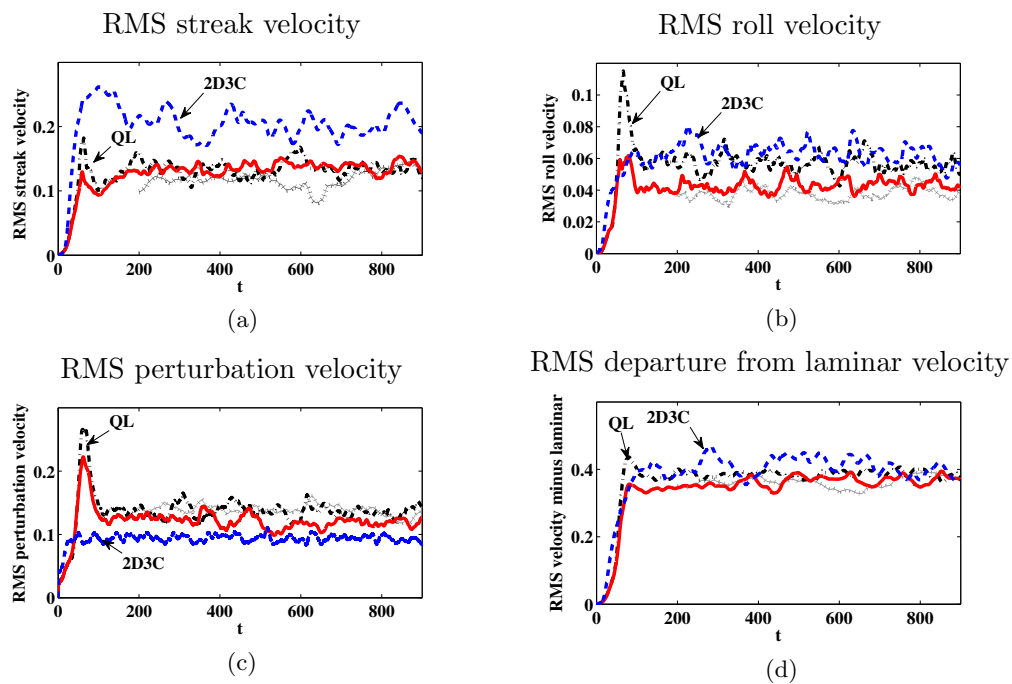 RMS streak velocity
RMS streak velocity
0.2
0.1
0
2D3C
QL
0 200 400 600 800
t
(a)
RMS roll velocity
RMS roll velocity
0.1
0.08
0.06
0.04
0.02
0
QL
2D3C
0 200 400 600 800
t
(b)
RMS perturbation velocity
RMS perturbation velocity
0.2
0.1
0
QL
2D3C
0 200 400 600 800
t
(c)
RMS departure from laminar velocity
RMS velocity minus laminar
0.4
0.2
0
QL
2D3C
0 200 400 600 800
t
(d)